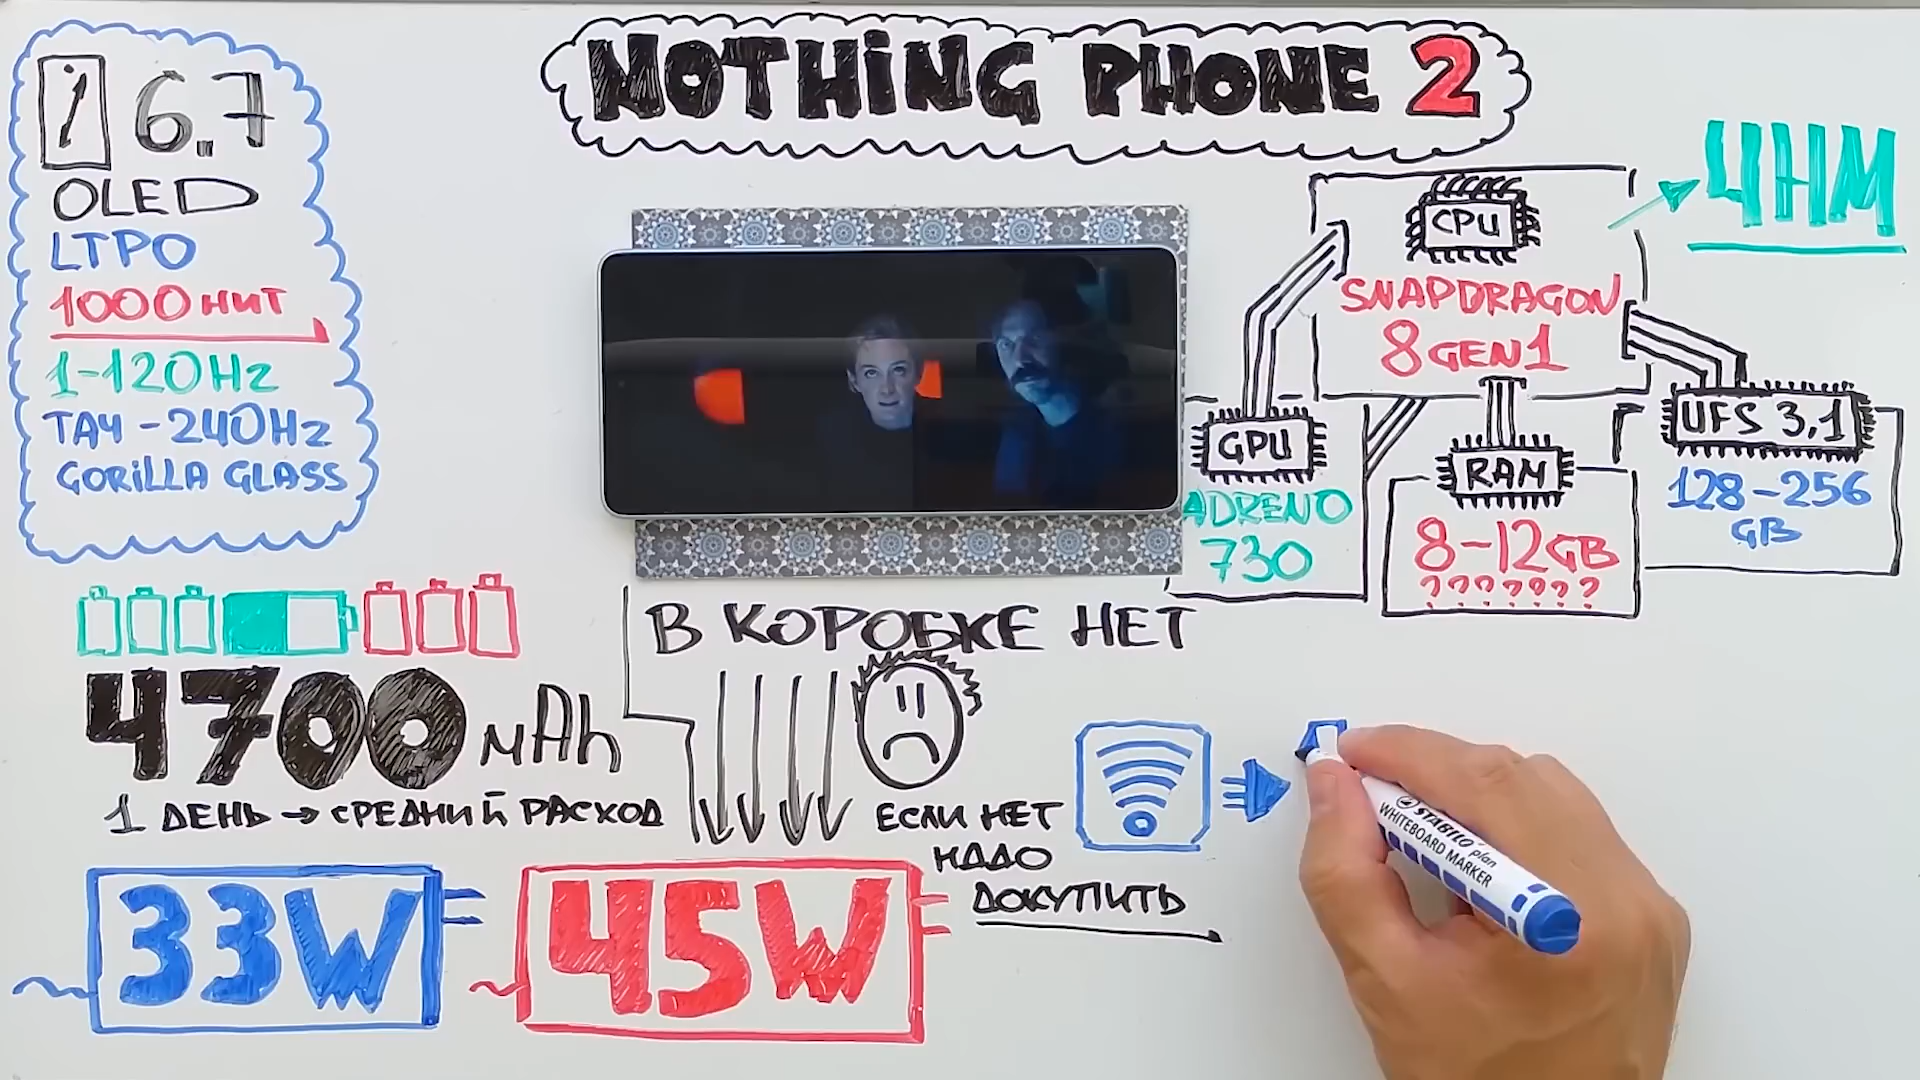 NOTHING PHONE 2
6.7
OLED
LTPO
1000 НИТ
1-120Hz
ТАЧ - 240Hz
GORILLA GLASS
4НМ
CPU
SNAPDRAGON
8 GEN1
GPU
ADRENO
730
RAM
8-12GB
???????
UFS 3.1
128-256
GB
4700 mAh
1 ДЕНЬ → СРЕДНИЙ РАСХОД
33W
45W
В КОРОБКЕ НЕТ
ЕСЛИ НЕТ
НАДО
ДОКУПИТЬ
STABILO plan
WHITEBOARD MARKER